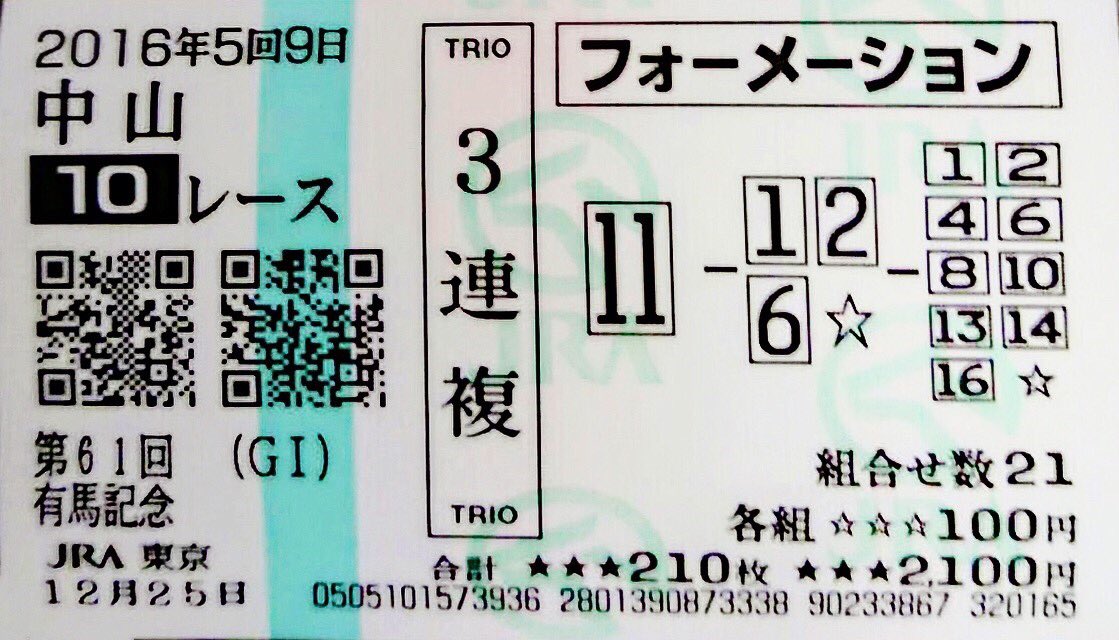 2016年5回9日
中山
10レース
第61回 (GI)
有馬記念
JRA 東京
12月25日
TRIO
3連複
TRIO
フォーメーション
11 - 1 2 6 ☆ - 1 2 4 6 8 10 13 14 16 ☆
組合せ数21
各組 ☆☆☆100円
合計 ★★★210枚 ★★★2,100円
0505101573936 2801390873338 90233867 320165
JRA